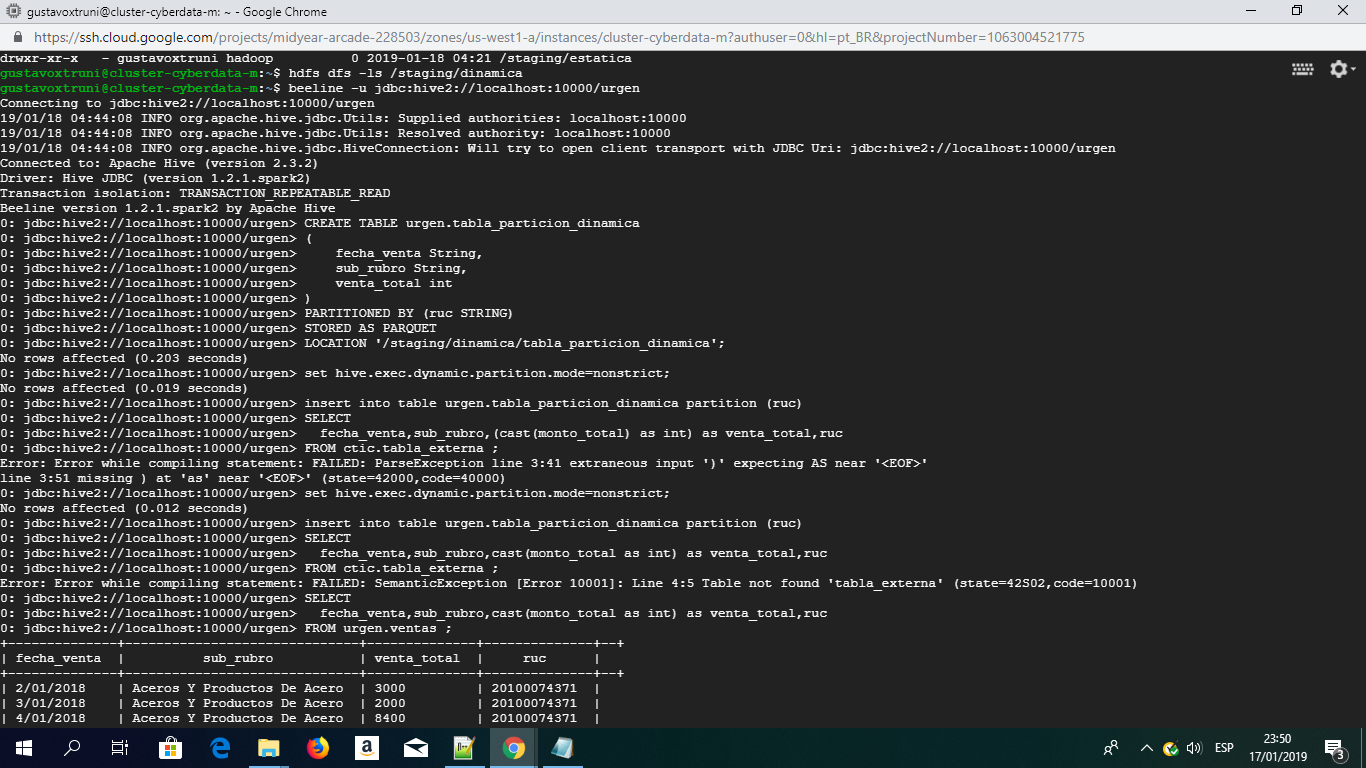 gustavoxtruni@cluster-cyberdata-m: ~ - Google Chrome
https://ssh.cloud.google.com/projects/midyear-arcade-228503/zones/us-west1-a/instances/cluster-cyberdata-m?authuser=0&hl=pt_BR&projectNumber=1063004521775
drwxr-xr-x   - gustavoxtruni hadoop          0 2019-01-18 04:21 /staging/estatica
gustavoxtruni@cluster-cyberdata-m:~$ hdfs dfs -ls /staging/dinamica
gustavoxtruni@cluster-cyberdata-m:~$ beeline -u jdbc:hive2://localhost:10000/urgen
Connecting to jdbc:hive2://localhost:10000/urgen
19/01/18 04:44:08 INFO org.apache.hive.jdbc.Utils: Supplied authorities: localhost:10000
19/01/18 04:44:08 INFO org.apache.hive.jdbc.Utils: Resolved authority: localhost:10000
19/01/18 04:44:08 INFO org.apache.hive.jdbc.HiveConnection: Will try to open client transport with JDBC Uri: jdbc:hive2://localhost:10000/urgen
Connected to: Apache Hive (version 2.3.2)
Driver: Hive JDBC (version 1.2.1.spark2)
Transaction isolation: TRANSACTION_REPEATABLE_READ
Beeline version 1.2.1.spark2 by Apache Hive
0: jdbc:hive2://localhost:10000/urgen> CREATE TABLE urgen.tabla_particion_dinamica
0: jdbc:hive2://localhost:10000/urgen> (
0: jdbc:hive2://localhost:10000/urgen>     fecha_venta String,
0: jdbc:hive2://localhost:10000/urgen>     sub_rubro String,
0: jdbc:hive2://localhost:10000/urgen>     venta_total int
0: jdbc:hive2://localhost:10000/urgen> )
0: jdbc:hive2://localhost:10000/urgen> PARTITIONED BY (ruc STRING)
0: jdbc:hive2://localhost:10000/urgen> STORED AS PARQUET
0: jdbc:hive2://localhost:10000/urgen> LOCATION '/staging/dinamica/tabla_particion_dinamica';
No rows affected (0.203 seconds)
0: jdbc:hive2://localhost:10000/urgen> set hive.exec.dynamic.partition.mode=nonstrict;
No rows affected (0.019 seconds)
0: jdbc:hive2://localhost:10000/urgen> insert into table urgen.tabla_particion_dinamica partition (ruc)
0: jdbc:hive2://localhost:10000/urgen> SELECT
0: jdbc:hive2://localhost:10000/urgen>   fecha_venta,sub_rubro,(cast(monto_total) as int) as venta_total,ruc
0: jdbc:hive2://localhost:10000/urgen> FROM ctic.tabla_externa ;
Error: Error while compiling statement: FAILED: ParseException line 3:41 extraneous input ')' expecting AS near '<EOF>'
line 3:51 missing ) at 'as' near '<EOF>' (state=42000,code=40000)
0: jdbc:hive2://localhost:10000/urgen> set hive.exec.dynamic.partition.mode=nonstrict;
No rows affected (0.012 seconds)
0: jdbc:hive2://localhost:10000/urgen> insert into table urgen.tabla_particion_dinamica partition (ruc)
0: jdbc:hive2://localhost:10000/urgen> SELECT
0: jdbc:hive2://localhost:10000/urgen>   fecha_venta,sub_rubro,cast(monto_total as int) as venta_total,ruc
0: jdbc:hive2://localhost:10000/urgen> FROM ctic.tabla_externa ;
Error: Error while compiling statement: FAILED: SemanticException [Error 10001]: Line 4:5 Table not found 'tabla_externa' (state=42S02,code=10001)
0: jdbc:hive2://localhost:10000/urgen> SELECT
0: jdbc:hive2://localhost:10000/urgen>   fecha_venta,sub_rubro,cast(monto_total as int) as venta_total,ruc
0: jdbc:hive2://localhost:10000/urgen> FROM urgen.ventas ;
+--------------+------------------------------+--------------+--------------+--+
| fecha_venta  |          sub_rubro           | venta_total  |     ruc      |
+--------------+------------------------------+--------------+--------------+--+
| 2/01/2018    | Aceros Y Productos De Acero  | 3000         | 20100074371  |
| 3/01/2018    | Aceros Y Productos De Acero  | 2000         | 20100074371  |
| 4/01/2018    | Aceros Y Productos De Acero  | 8400         | 20100074371  |
ESP
23:50
17/01/2019
3